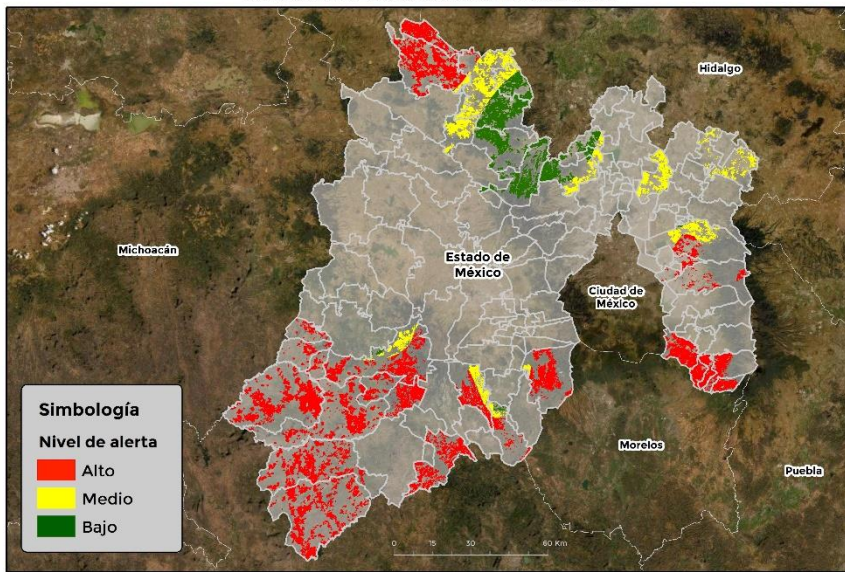 Hidalgo
Michoacán
Estado de
México
Ciudad de
México
Morelos
Puebla
Simbología
Nivel de alerta
Alto
Medio
Bajo
0 15 30 60 Km